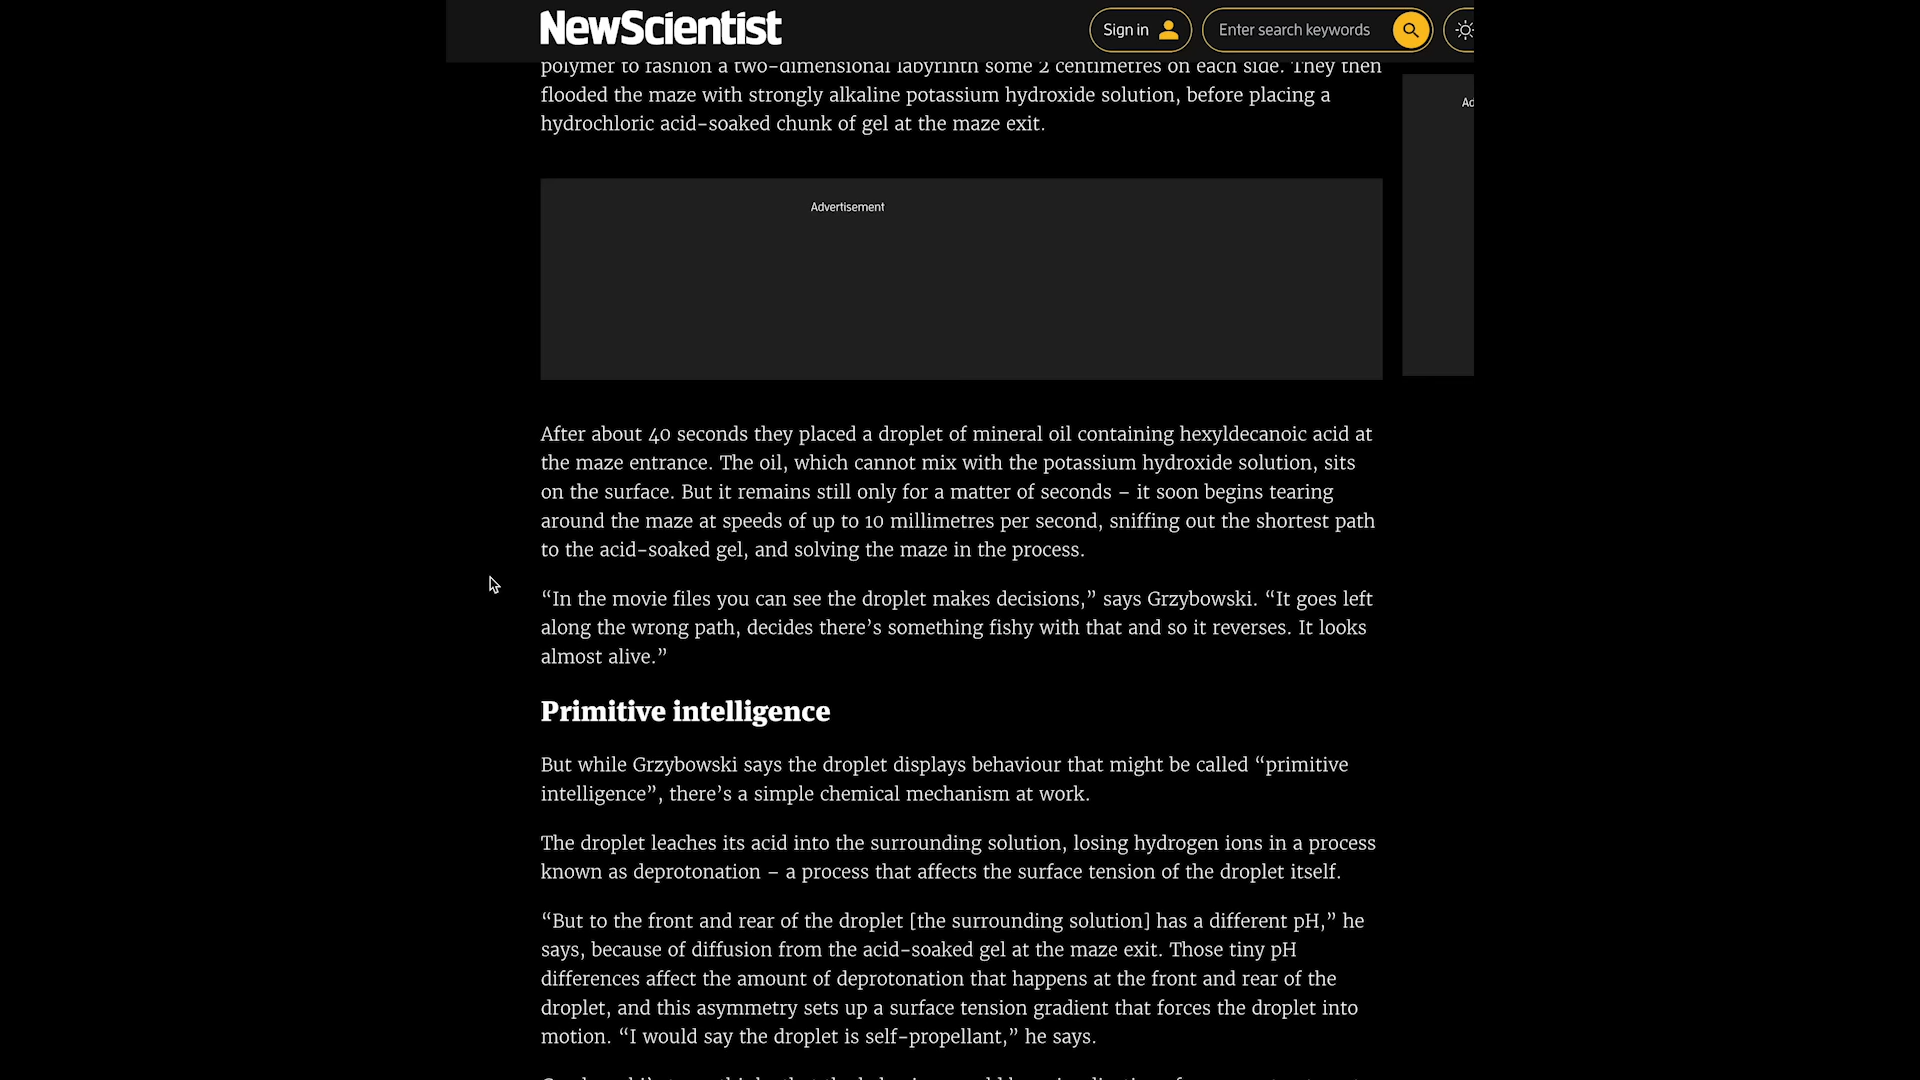 NewScientist
Sign in
Enter search keywords
polymer to fashion a two-dimensional labyrinth some 2 centimetres on each side. They then
flooded the maze with strongly alkaline potassium hydroxide solution, before placing a
hydrochloric acid-soaked chunk of gel at the maze exit.
Ad
Advertisement
After about 40 seconds they placed a droplet of mineral oil containing hexyldecanoic acid at
the maze entrance. The oil, which cannot mix with the potassium hydroxide solution, sits
on the surface. But it remains still only for a matter of seconds – it soon begins tearing
around the maze at speeds of up to 10 millimetres per second, sniffing out the shortest path
to the acid-soaked gel, and solving the maze in the process.
“In the movie files you can see the droplet makes decisions,” says Grzybowski. “It goes left
along the wrong path, decides there’s something fishy with that and so it reverses. It looks
almost alive.”
Primitive intelligence
But while Grzybowski says the droplet displays behaviour that might be called “primitive
intelligence”, there’s a simple chemical mechanism at work.
The droplet leaches its acid into the surrounding solution, losing hydrogen ions in a process
known as deprotonation – a process that affects the surface tension of the droplet itself.
“But to the front and rear of the droplet [the surrounding solution] has a different pH,” he
says, because of diffusion from the acid-soaked gel at the maze exit. Those tiny pH
differences affect the amount of deprotonation that happens at the front and rear of the
droplet, and this asymmetry sets up a surface tension gradient that forces the droplet into
motion. “I would say the droplet is self-propellant,” he says.